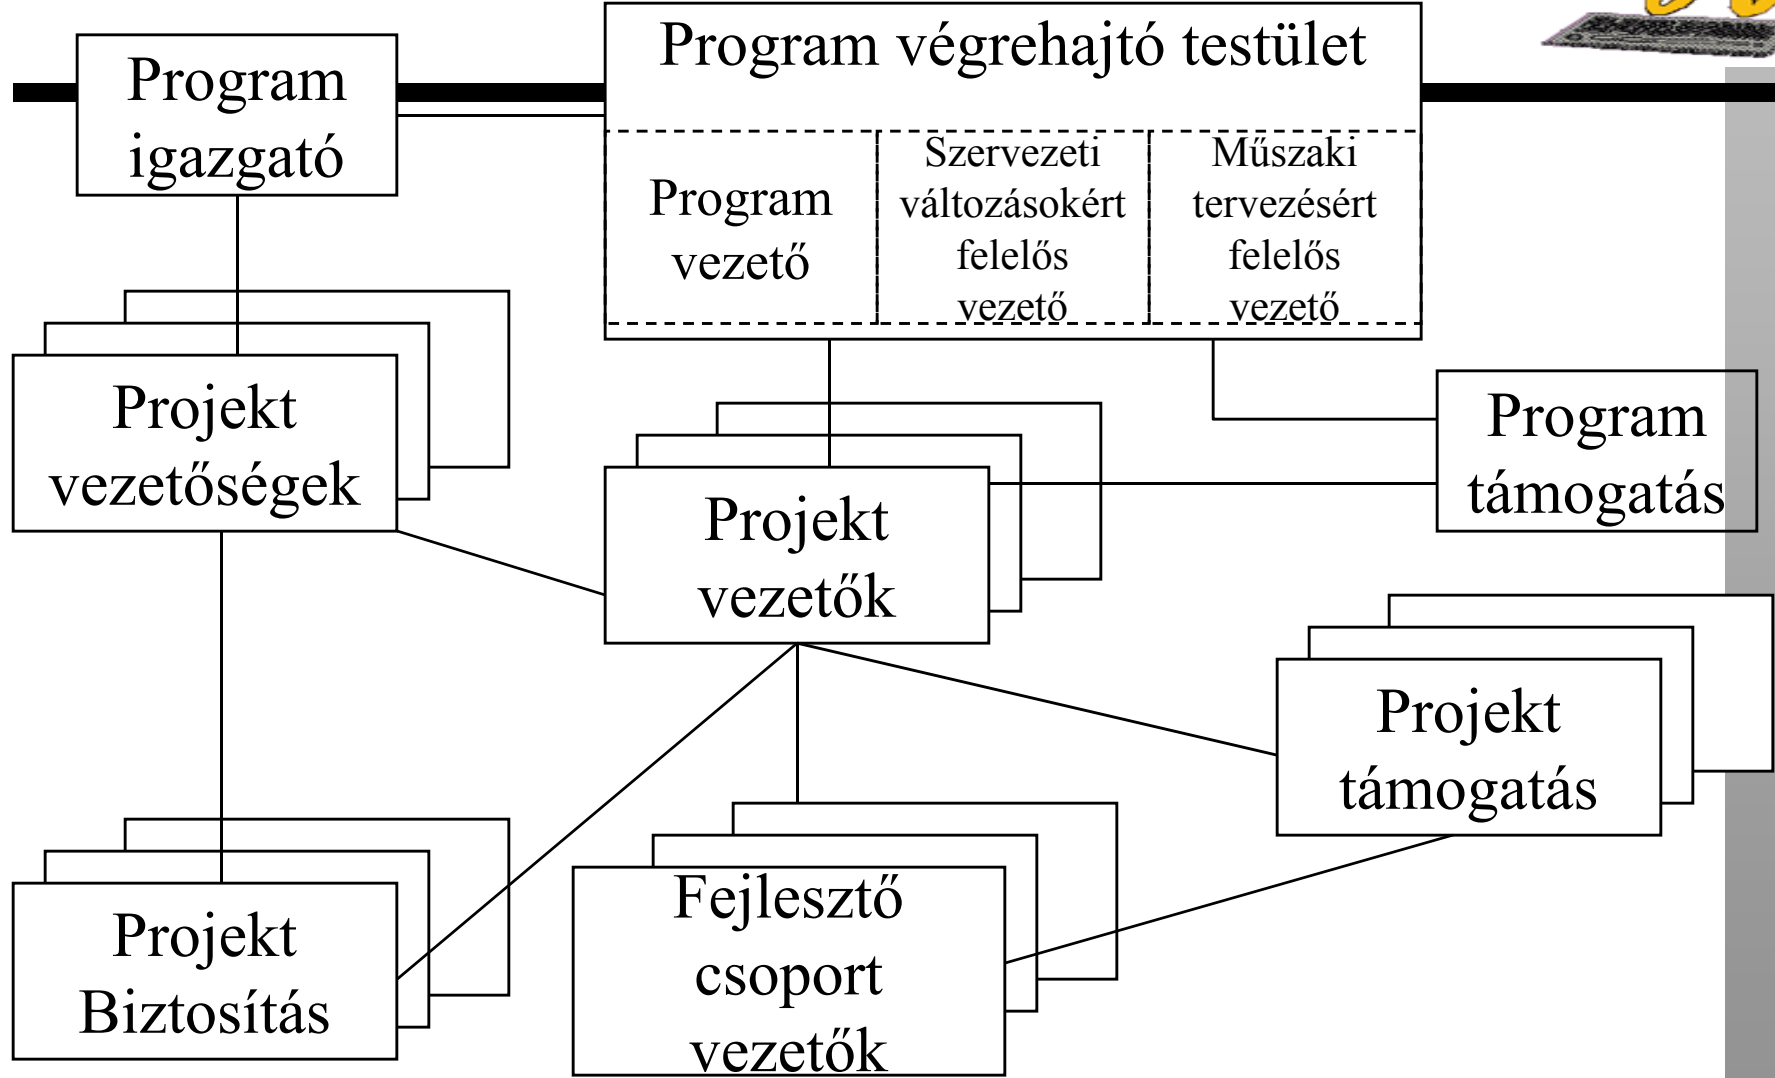 Program
igazgató
Program végrehajtó testület
Program
vezető
Szervezeti
változásokért
felelős
vezető
Műszaki
tervezésért
felelős
vezető
Projekt
vezetőségek
Projekt
vezetők
Program
támogatás
Projekt
támogatás
Projekt
Biztosítás
Fejlesztő
csoport
vezetők